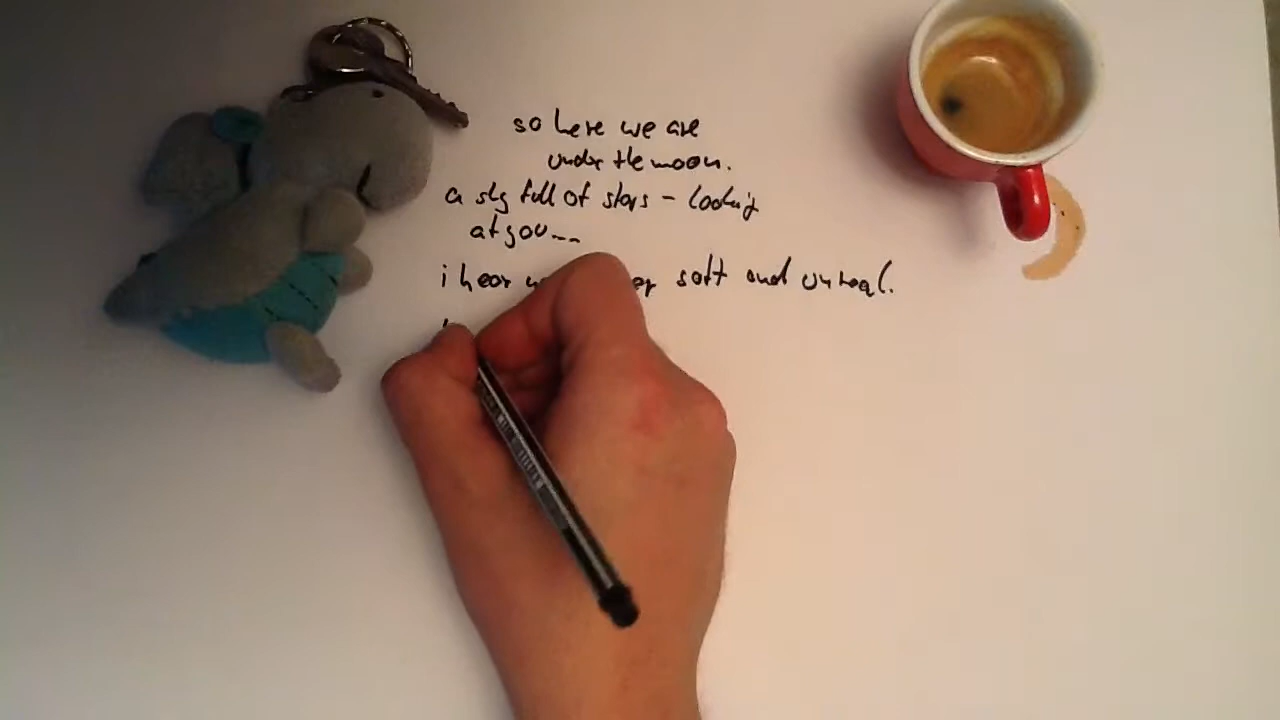 so here we are
under the moon.
a sky full of stars - looking
at you...
i hear soft and unreal.